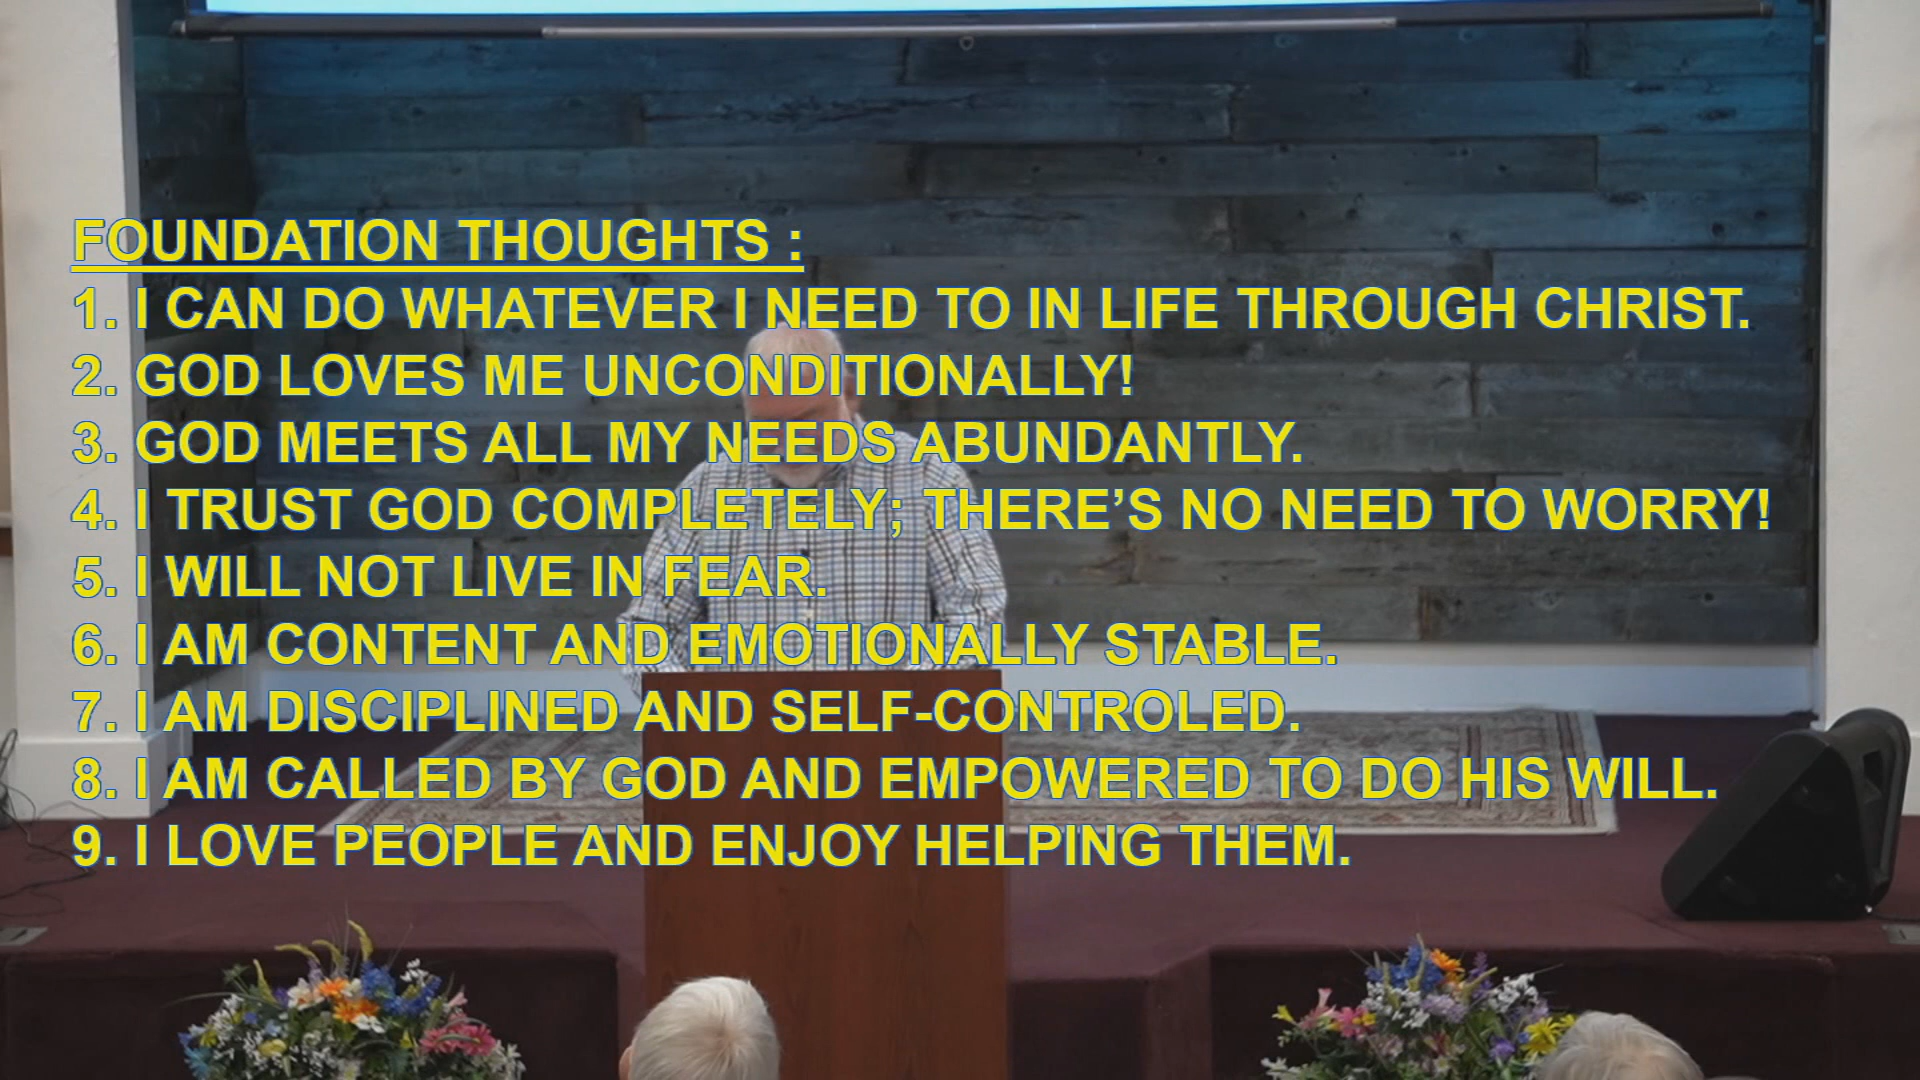 FOUNDATION THOUGHTS :
1. I CAN DO WHATEVER I NEED TO IN LIFE THROUGH CHRIST.
2. GOD LOVES ME UNCONDITIONALLY!
3. GOD MEETS ALL MY NEEDS ABUNDANTLY.
4. I TRUST GOD COMPLETELY; THERE’S NO NEED TO WORRY!
5. I WILL NOT LIVE IN FEAR.
6. I AM CONTENT AND EMOTIONALLY STABLE.
7. I AM DISCIPLINED AND SELF-CONTROLED.
8. I AM CALLED BY GOD AND EMPOWERED TO DO HIS WILL.
9. I LOVE PEOPLE AND ENJOY HELPING THEM.